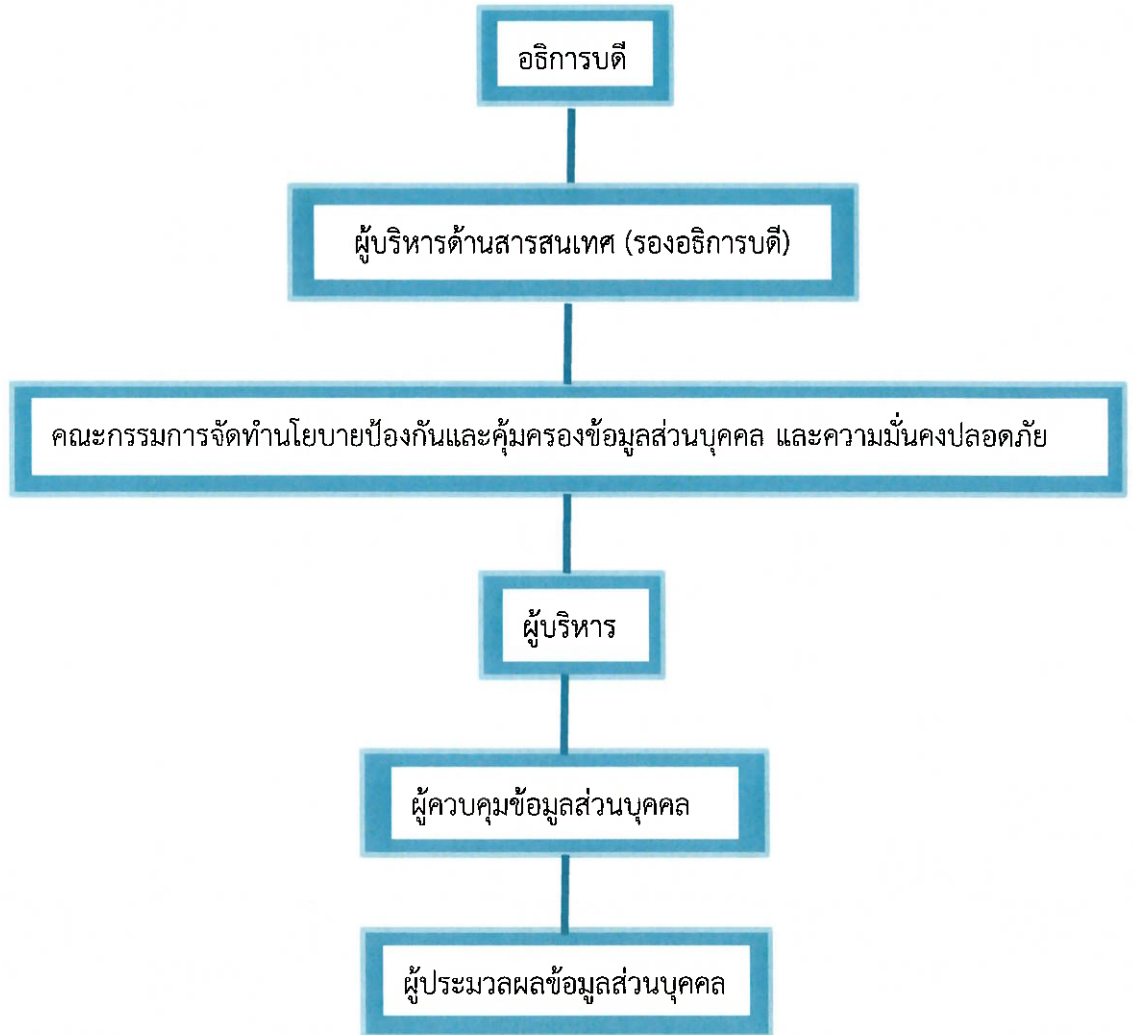 อธิการบดี
ผู้บริหารด้านสารสนเทศ (รองอธิการบดี)
คณะกรรมการจัดทำนโยบายป้องกันและคุ้มครองข้อมูลส่วนบุคคล และความมั่นคงปลอดภัย
ผู้บริหาร
ผู้ควบคุมข้อมูลส่วนบุคคล
ผู้ประมวลผลข้อมูลส่วนบุคคล